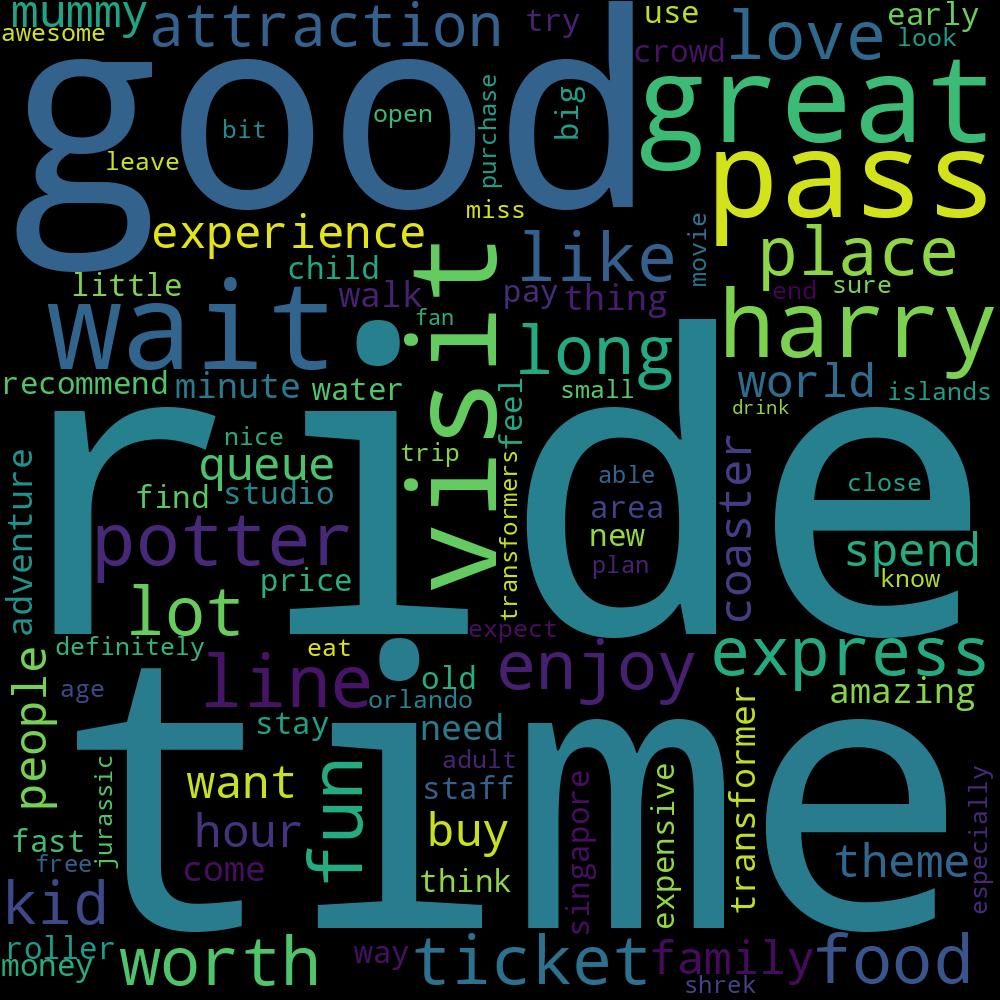 mummy
attraction
try
use
early
awesome
crowd
love
look
good
great
bit
open
purchase
big
leave
pass
miss
experience
movie
place
child
like
little
walk
pay
thing
end
sure
wait
visit
fan
harry
long
recommend
minute
water
feel
small
world
islands
drink
ride
nice
queue
trip
adventure
find
studio
transformers
able
area
new
plan
coaster
close
spend
know
potter
price
lot
expect
definitely
line
eat
enjoy
express
people
age
old
orlando
amazing
stay
need
time
jurassic
want
fun
adult
staff
singapore
expensive
transformer
especially
fast
free
hour
come
buy
think
theme
kid
roller
money
worth
way
ticket
family
shrek
food